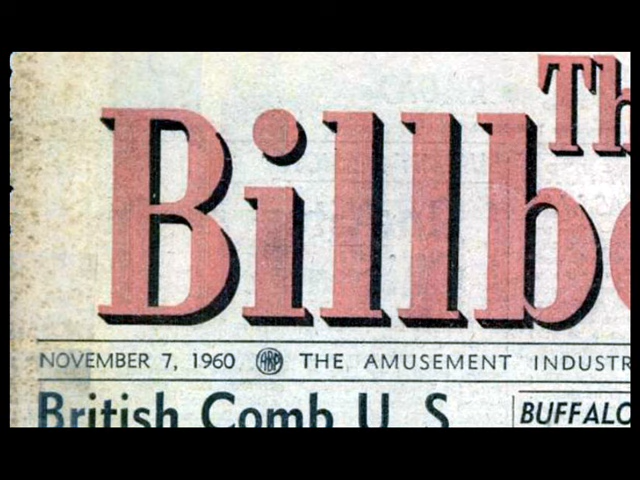 Th
Billb
NOVEMBER 7, 1960 ABP THE AMUSEMENT INDUSTR
British Comb U S
BUFFALO